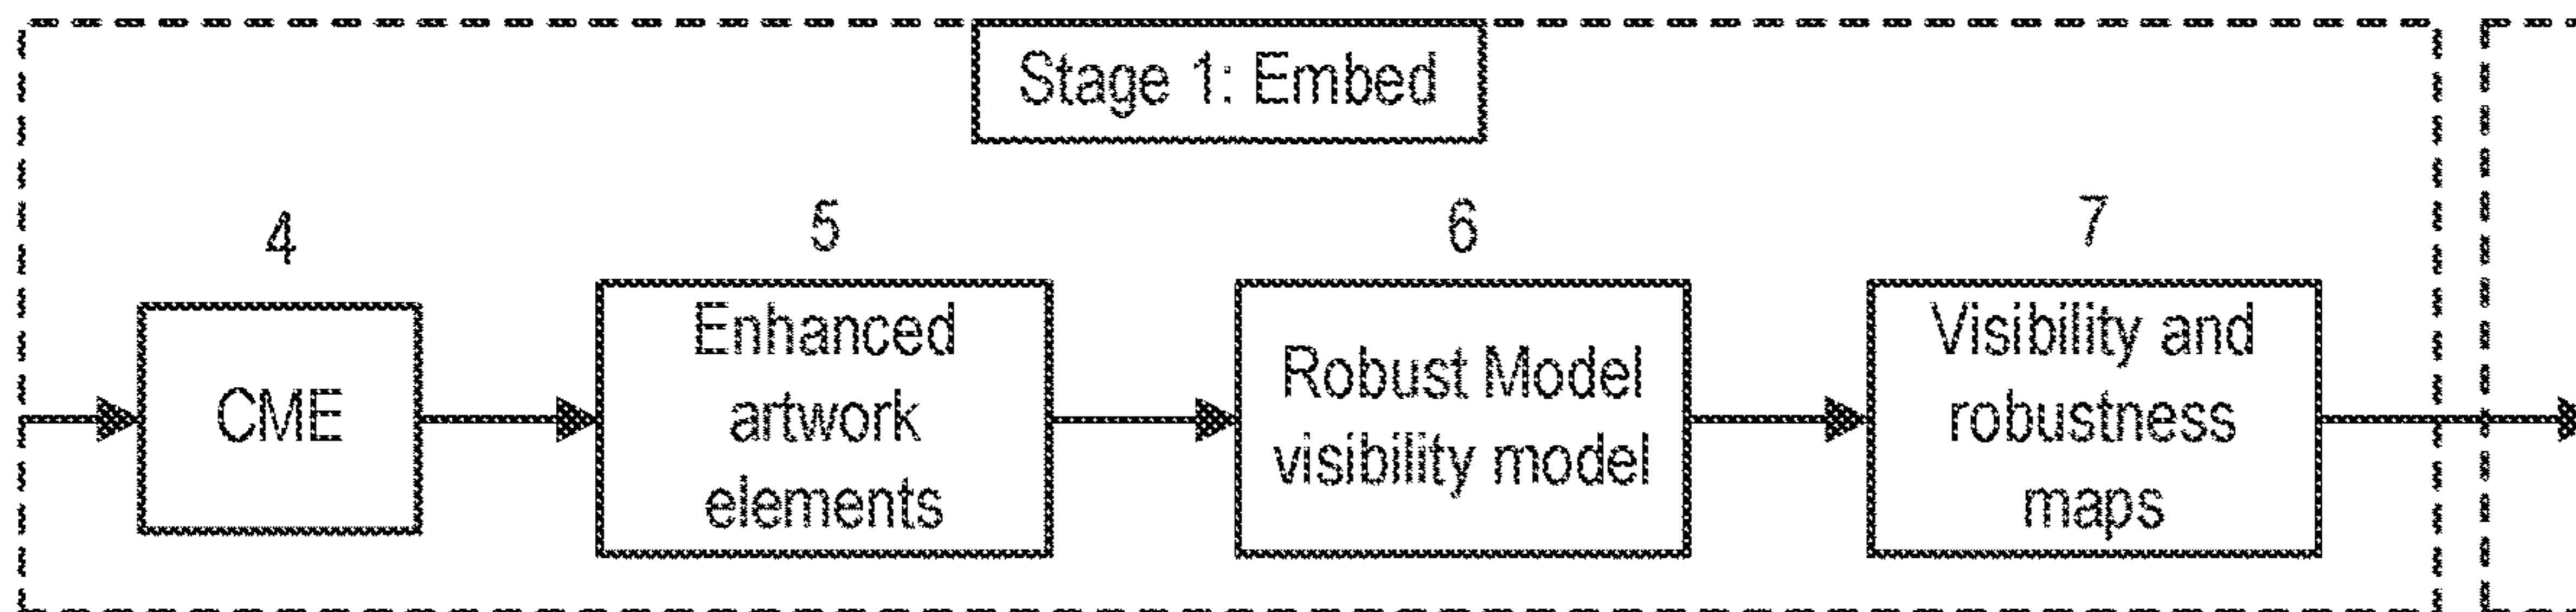 Stage 1: Embed
4
CME
5
Enhanced
artwork
elements
6
Robust Model
visibility model
7
Visibility and
robustness
maps